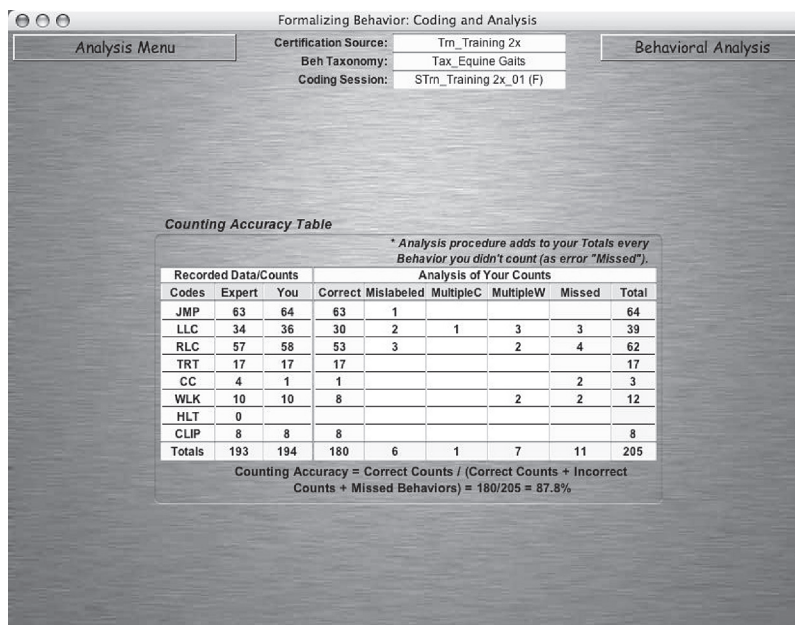 Formalizing Behavior: Coding and Analysis
Analysis Menu
Certification Source: Trn_Training 2x
Beh Taxonomy: Tax_Equine Gaits
Coding Session: STrn_Training 2x_01 (F)
Behavioral Analysis
Counting Accuracy Table
* Analysis procedure adds to your Totals every
Behavior you didn't count (as error "Missed").
Recorded Data/Counts Analysis of Your Counts
Codes Expert You Correct Mislabeled MultipleC MultipleW Missed Total
JMP 63 64 63 1 64
LLC 34 36 30 2 1 3 3 39
RLC 57 58 53 3 2 4 62
TRT 17 17 17 17
CC 4 1 1 2 3
WLK 10 10 8 2 2 12
HLT 0
CLIP 8 8 8 8
Totals 193 194 180 6 1 7 11 205
Counting Accuracy = Correct Counts / (Correct Counts + Incorrect
Counts + Missed Behaviors) = 180/205 = 87.8%